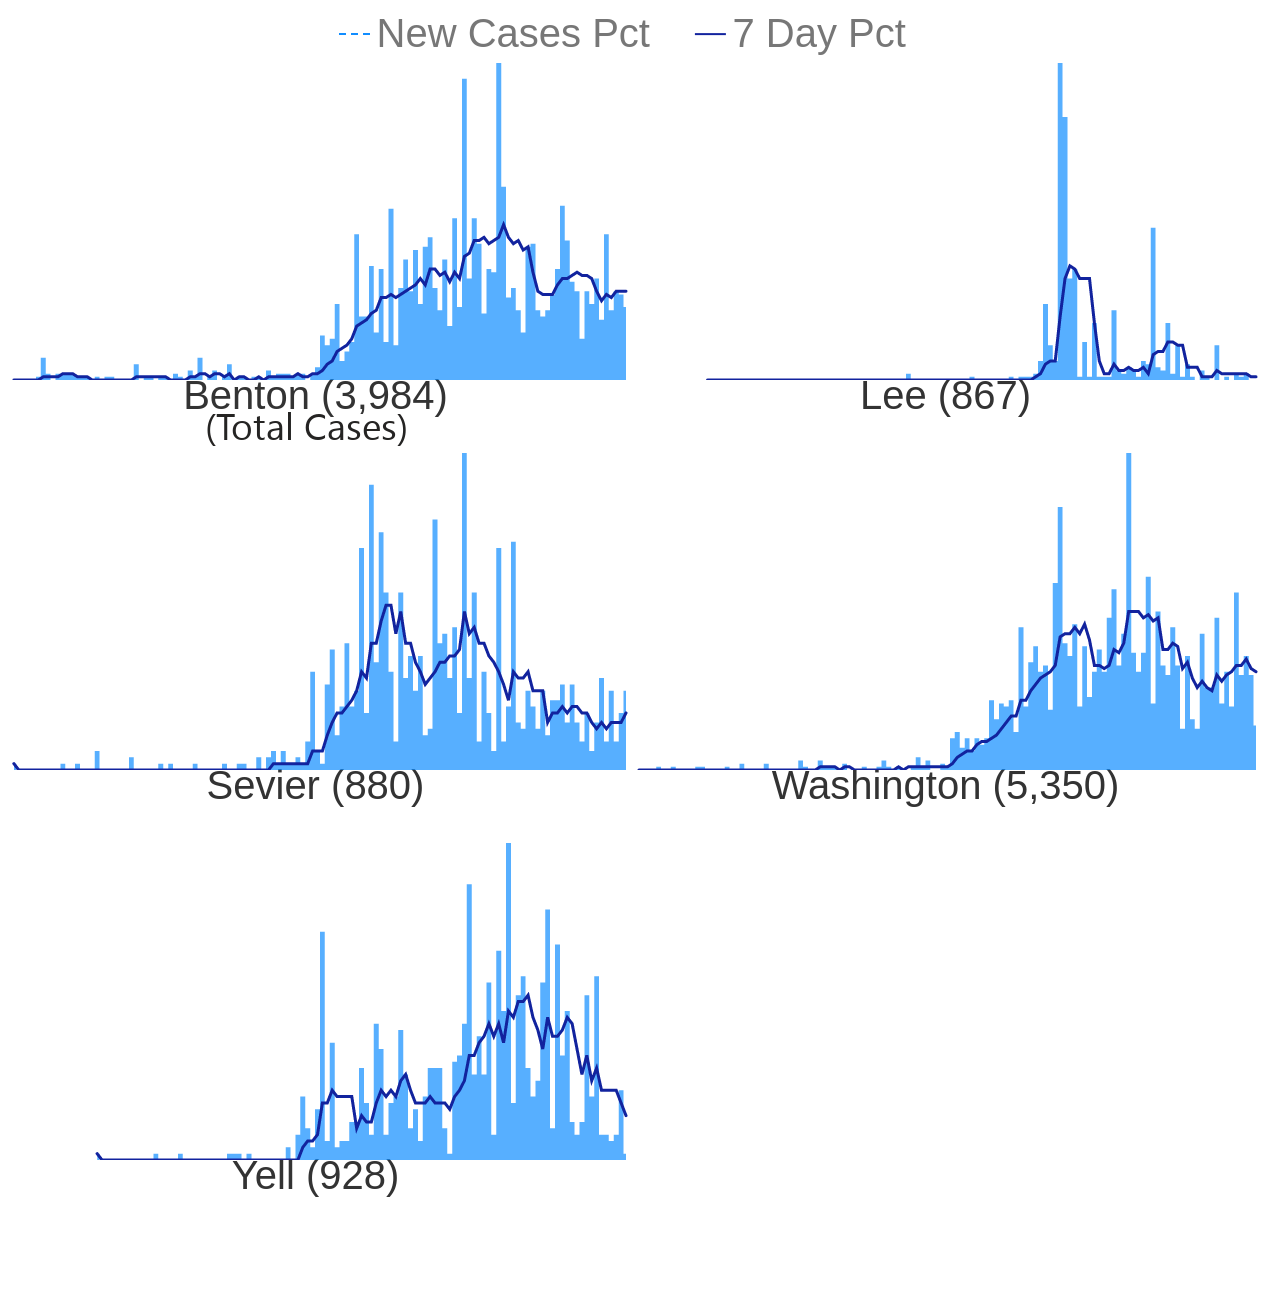 New Cases Pct 7 Day Pct
Benton (3,984) Lee (867)
(Total Cases)
Sevier (880) Washington (5,350)
Yell (928)